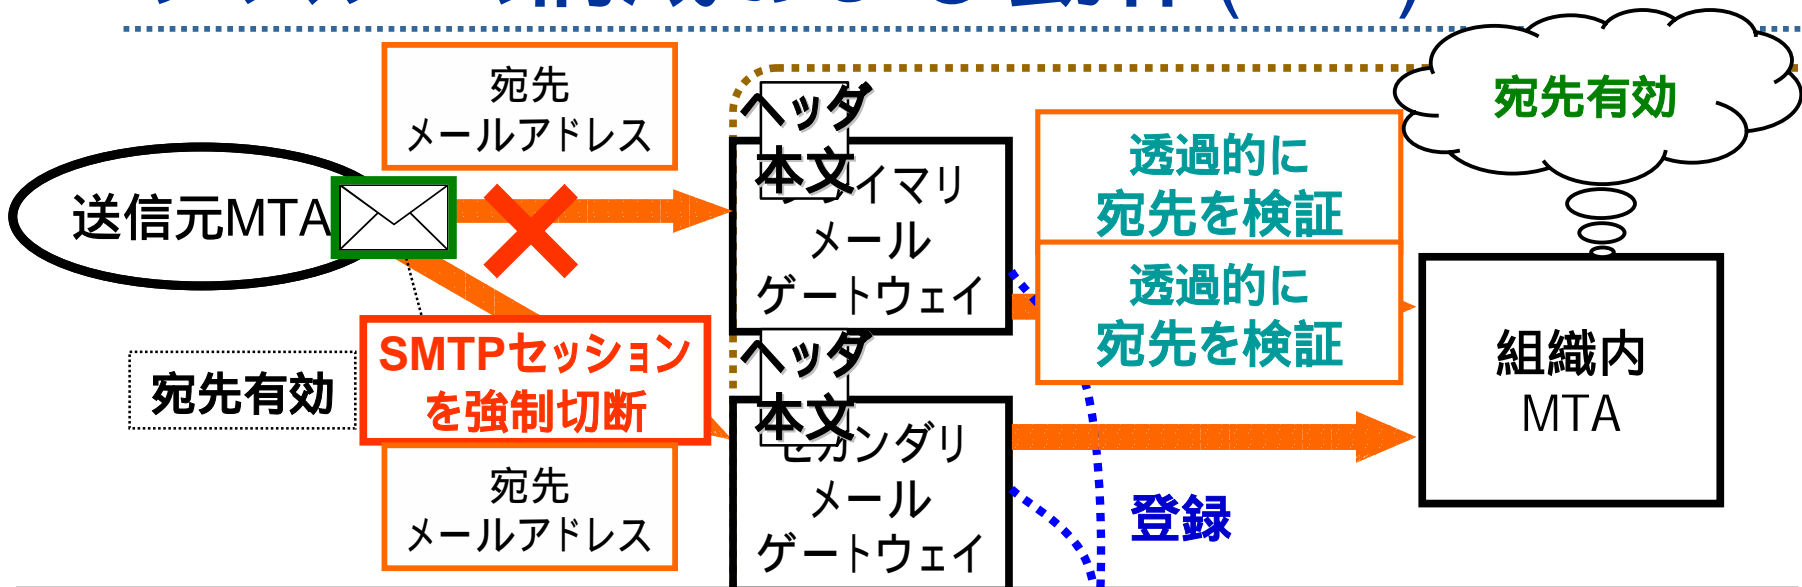 宛先
メールアドレス
ヘッダ
本文
イマリ
メール
ゲートウェイ
透過的に
宛先を検証
宛先有効
送信元MTA
透過的に
宛先を検証
SMTPセッション
を強制切断
宛先有効
ヘッダ
本文
セカンダリ
メール
ゲートウェイ
組織内
MTA
宛先
メールアドレス
登録